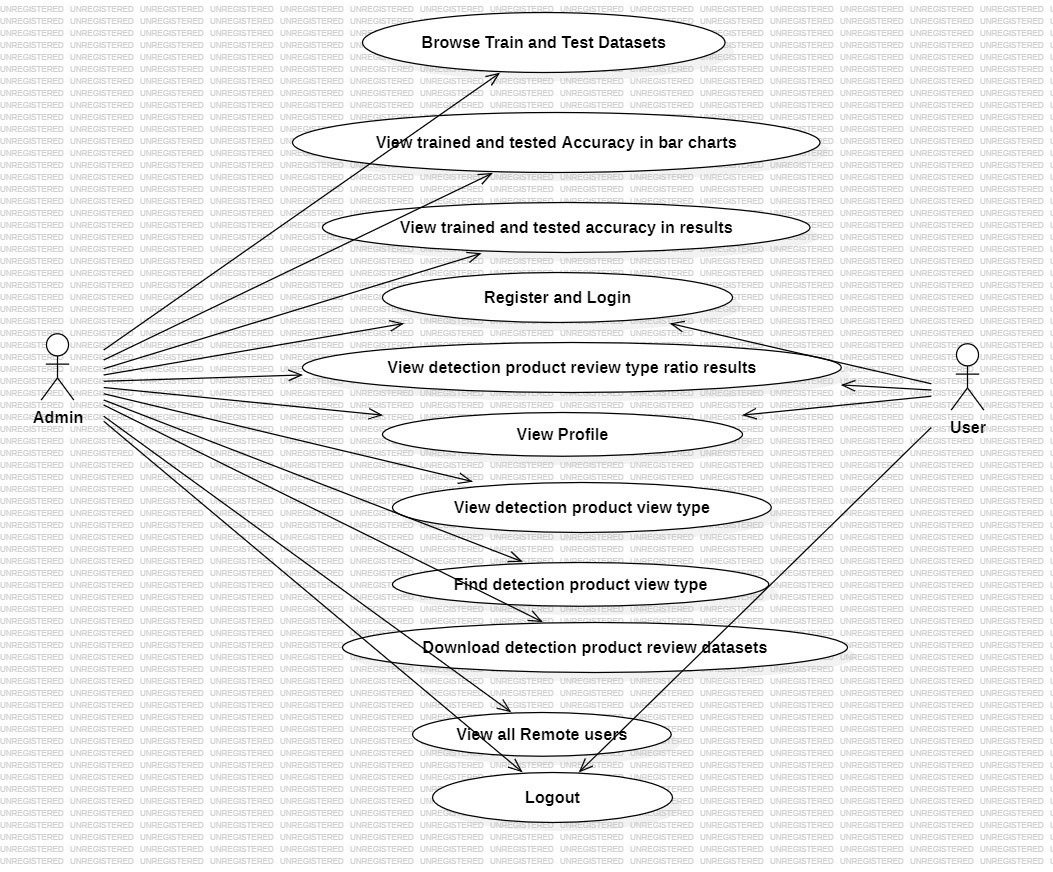 Browse Train and Test Datasets
View trained and tested Accuracy in bar charts
View trained and tested accuracy in results
Register and Login
View detection product review type ratio results
Admin
User
View Profile
View detection product view type
Find detection product view type
Download detection product review datasets
View all Remote users
Logout